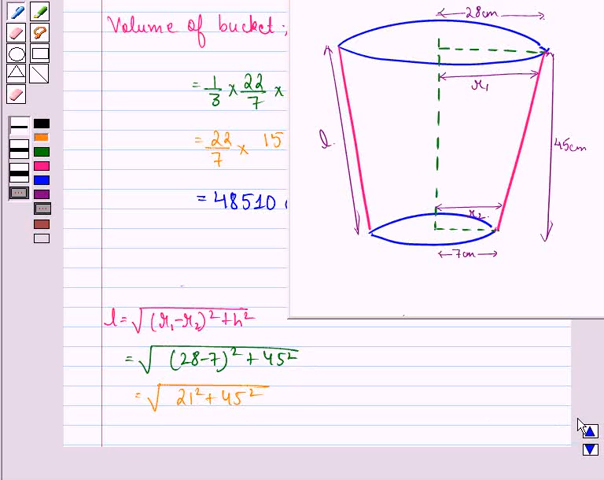 Volume of bucket :
= 1/3 × 22/7 ×
= 22/7 × 15
= 48510
l = √(r₁-r₂)² + h²
= √(28-7)² + 45²
= √21² + 45²
28cm
r₁
l
45cm
r₂
7cm